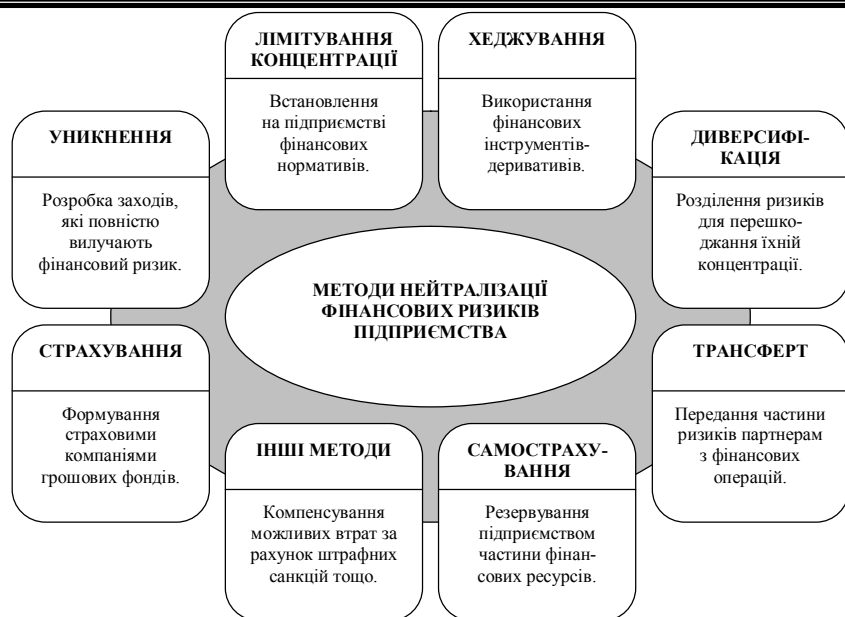 ЛІМІТУВАННЯ
КОНЦЕНТРАЦІЇ
Встановлення
на підприємстві
фінансових
нормативів.
ХЕДЖУВАННЯ
Використання
фінансових
інструментів-
деривативів.
УНИКНЕННЯ
Розробка заходів,
які повністю
вилучають
фінансовий ризик.
ДИВЕРСИФІ-
КАЦІЯ
Розділення ризиків
для перешко-
джання їхній
концентрації.
МЕТОДИ НЕЙТРАЛІЗАЦІЇ
ФІНАНСОВИХ РИЗИКІВ
ПІДПРИЄМСТВА
СТРАХУВАННЯ
Формування
страховими
компаніями
грошових фондів.
ТРАНСФЕРТ
Передання частини
ризиків партнерам
з фінансових
операцій.
ІНШІ МЕТОДИ
Компенсування
можливих втрат за
рахунок штрафних
санкцій тощо.
САМОСТРАХУ-
ВАННЯ
Резервування
підприємством
частини фінан-
сових ресурсів.